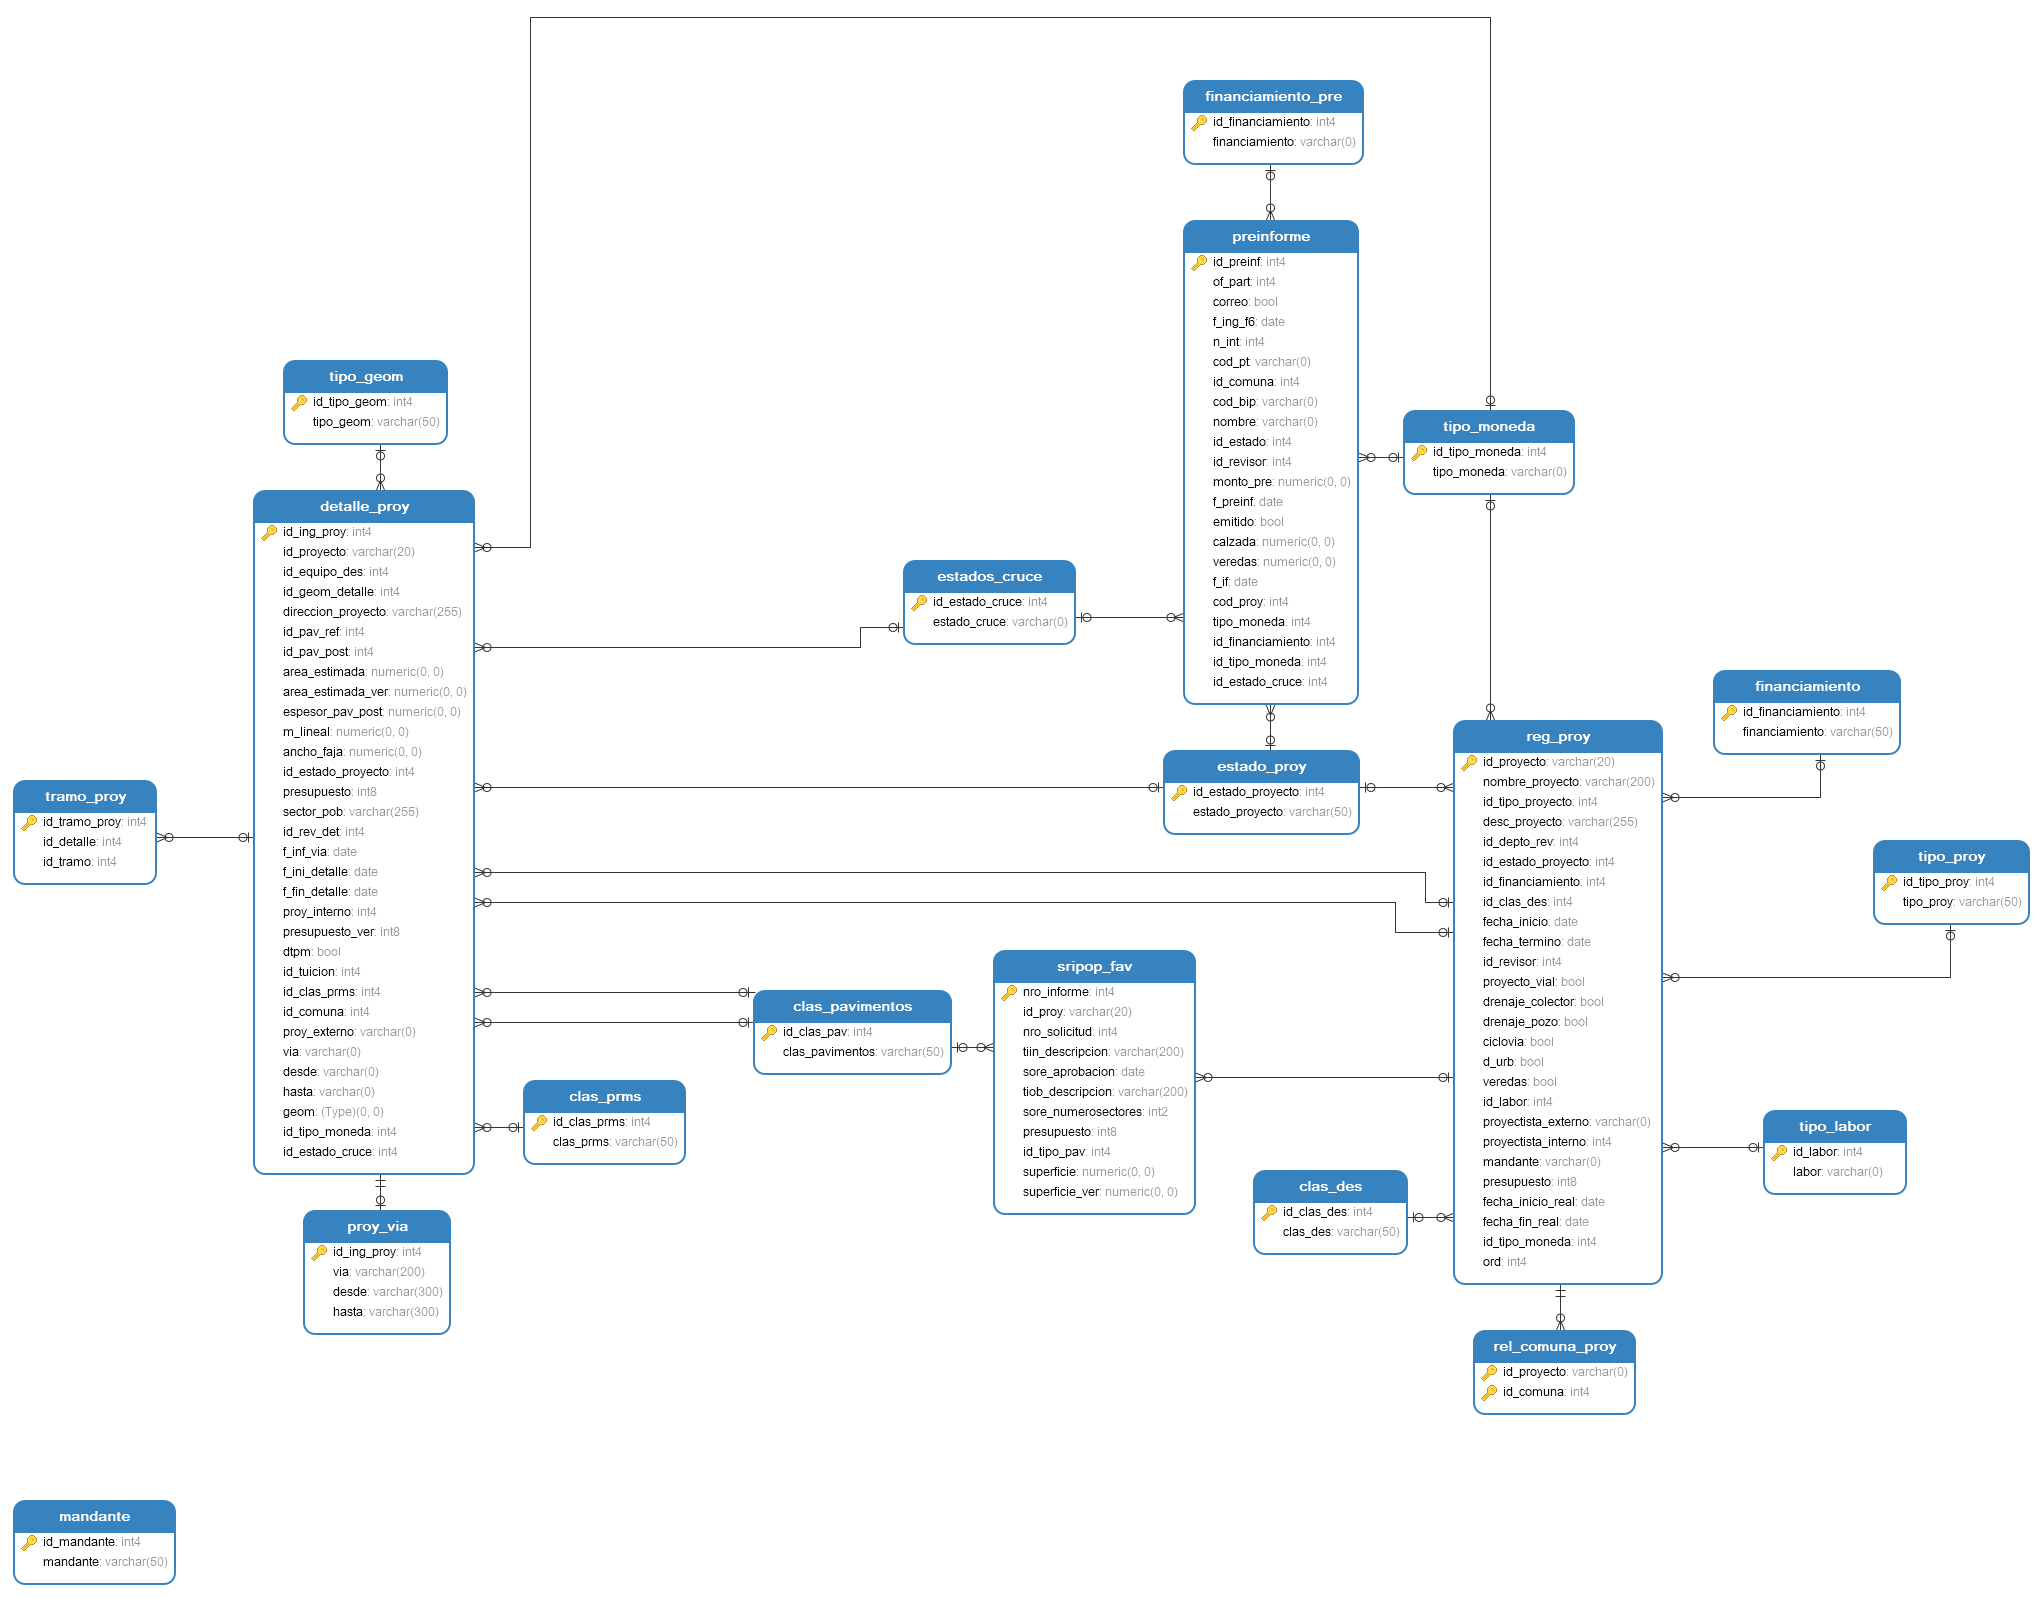 financiamiento_pre
id_financiamiento: int4
financiamiento: varchar(0)
preinforme
id_preinf: int4
of_part: int4
correo: bool
f_ing_f6: date
n_int: int4
cod_pt: varchar(0)
id_comuna: int4
cod_bip: varchar(0)
nombre: varchar(0)
id_estado: int4
id_revisor: int4
monto_pre: numeric(0, 0)
f_preinf: date
emitido: bool
calzada: numeric(0, 0)
veredas: numeric(0, 0)
f_if: date
cod_proy: int4
tipo_moneda: int4
id_financiamiento: int4
id_tipo_moneda: int4
id_estado_cruce: int4
tipo_geom
id_tipo_geom: int4
tipo_geom: varchar(50)
tipo_moneda
id_tipo_moneda: int4
tipo_moneda: varchar(0)
detalle_proy
id_ing_proy: int4
id_proyecto: varchar(20)
id_equipo_des: int4
id_geom_detalle: int4
direccion_proyecto: varchar(255)
id_pav_ref: int4
id_pav_post: int4
area_estimada: numeric(0, 0)
area_estimada_ver: numeric(0, 0)
espesor_pav_post: numeric(0, 0)
m_lineal: numeric(0, 0)
ancho_faja: numeric(0, 0)
id_estado_proyecto: int4
presupuesto: int8
sector_pob: varchar(255)
id_rev_det: int4
f_inf_via: date
f_ini_detalle: date
f_fin_detalle: date
proy_interno: int4
presupuesto_ver: int8
dtpm: bool
id_tuicion: int4
id_clas_prms: int4
id_comuna: int4
proy_externo: varchar(0)
via: varchar(0)
desde: varchar(0)
hasta: varchar(0)
geom: (Type)(0, 0)
id_tipo_moneda: int4
id_estado_cruce: int4
estados_cruce
id_estado_cruce: int4
estado_cruce: varchar(0)
financiamiento
id_financiamiento: int4
financiamiento: varchar(50)
reg_proy
id_proyecto: varchar(20)
nombre_proyecto: varchar(200)
id_tipo_proyecto: int4
desc_proyecto: varchar(255)
id_depto_rev: int4
id_estado_proyecto: int4
id_financiamiento: int4
id_clas_des: int4
fecha_inicio: date
fecha_termino: date
id_revisor: int4
proyecto_vial: bool
drenaje_colector: bool
drenaje_pozo: bool
ciclovia: bool
d_urb: bool
veredas: bool
id_labor: int4
proyectista_externo: varchar(0)
proyectista_interno: int4
mandante: varchar(0)
presupuesto: int8
fecha_inicio_real: date
fecha_fin_real: date
id_tipo_moneda: int4
ord: int4
estado_proy
id_estado_proyecto: int4
estado_proyecto: varchar(50)
tramo_proy
id_tramo_proy: int4
id_detalle: int4
id_tramo: int4
tipo_proy
id_tipo_proy: int4
tipo_proy: varchar(50)
sripop_fav
nro_informe: int4
id_proy: varchar(20)
nro_solicitud: int4
tiin_descripcion: varchar(200)
sore_aprobacion: date
tiob_descripcion: varchar(200)
sore_numerosectores: int2
presupuesto: int8
id_tipo_pav: int4
superficie: numeric(0, 0)
superficie_ver: numeric(0, 0)
clas_pavimentos
id_clas_pav: int4
clas_pavimentos: varchar(50)
clas_prms
id_clas_prms: int4
clas_prms: varchar(50)
tipo_labor
id_labor: int4
labor: varchar(0)
clas_des
id_clas_des: int4
clas_des: varchar(50)
proy_via
id_ing_proy: int4
via: varchar(200)
desde: varchar(300)
hasta: varchar(300)
rel_comuna_proy
id_proyecto: varchar(0)
id_comuna: int4
mandante
id_mandante: int4
mandante: varchar(50)